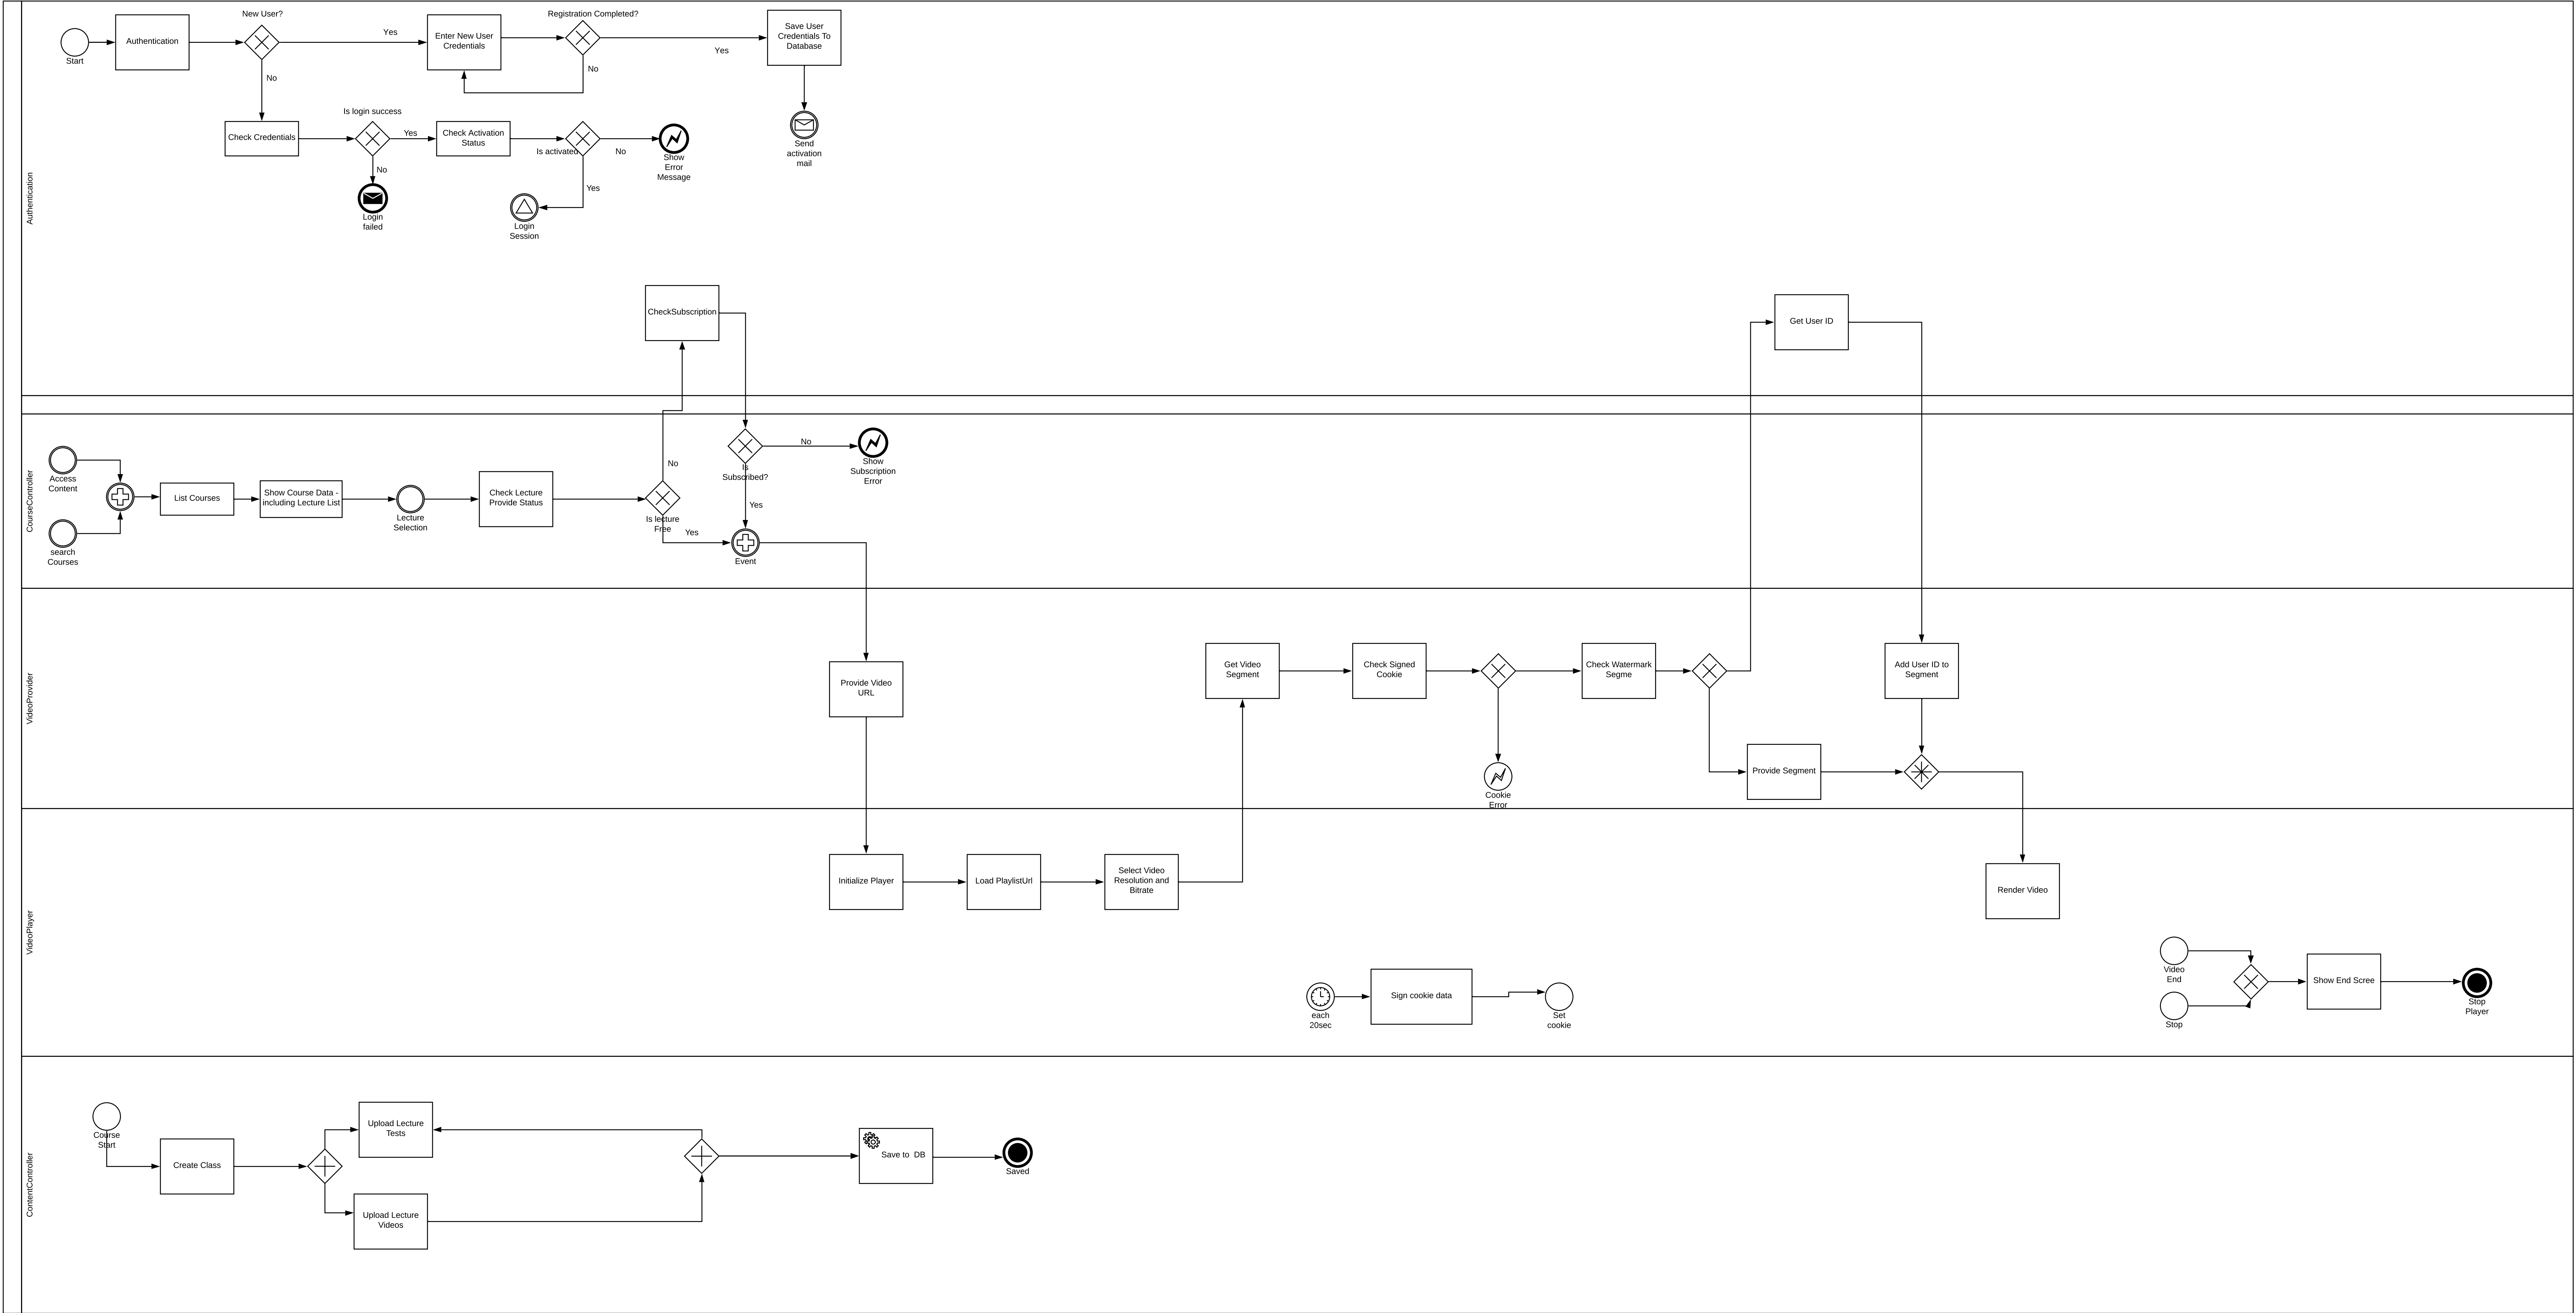 New User?
Registration Completed?
Start
Authentication
Yes
Enter New User
Credentials
Yes
Save User
Credentials To
Database
No
No
Is login success
Check Credentials
Yes
Check Activation
Status
Is activated
No
Show
Error
Message
Send
activation
mail
No
Login
failed
Yes
Login
Session
Authentication
CheckSubscription
Get User ID
CourseController
Access
Content
search
Courses
List Courses
Show Course Data -
including Lecture List
Lecture
Selection
Check Lecture
Provide Status
No
Is lecture
Free
Yes
Is
Subscribed?
No
Show
Subscription
Error
Yes
Event
VideoProvider
Provide Video
URL
Get Video
Segment
Check Signed
Cookie
Cookie
Error
Check Watermark
Segme
Provide Segment
Add User ID to
Segment
VideoPlayer
Initialize Player
Load PlaylistUrl
Select Video
Resolution and
Bitrate
Render Video
each
20sec
Sign cookie data
Set
cookie
Video
End
Stop
Show End Scree
Stop
Player
ContentController
Course
Start
Create Class
Upload Lecture
Tests
Upload Lecture
Videos
Save to  DB
Saved